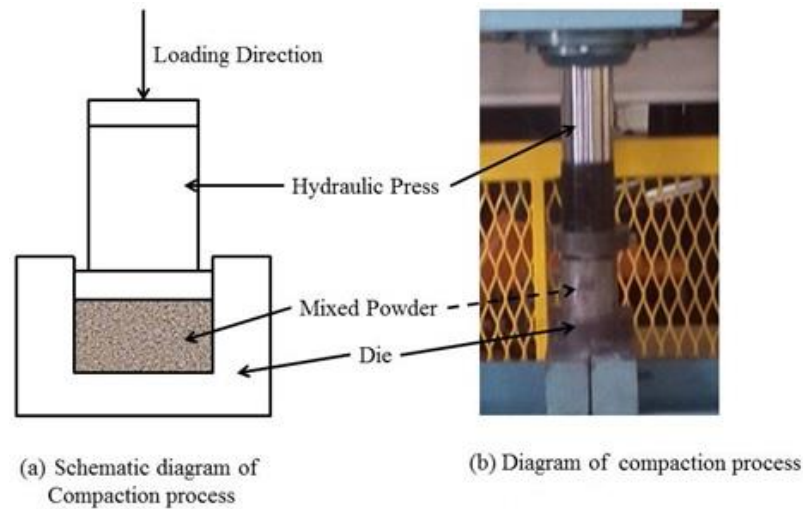 Loading Direction
Hydraulic Press
Mixed Powder
Die
(a) Schematic diagram of
Compaction process
(b) Diagram of compaction process